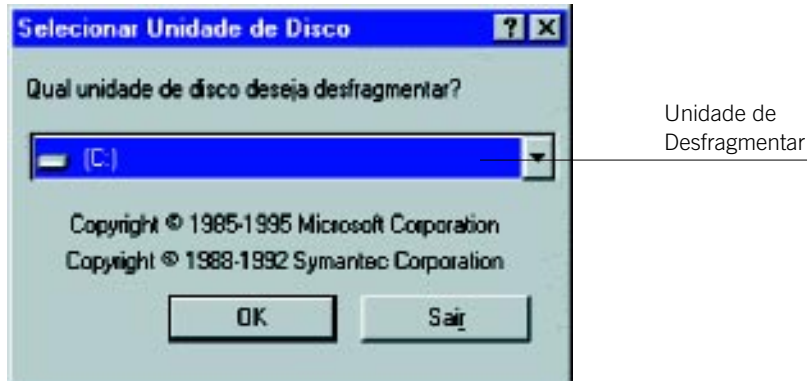 Selecionar Unidade de Disco
Qual unidade de disco deseja desfragmentar?
(C:)
Unidade de
Desfragmentar
Copyright © 1985-1995 Microsoft Corporation
Copyright © 1988-1992 Symantec Corporation
OK
Sair